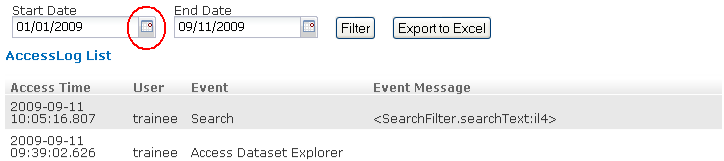 Start Date End Date
01/01/2009 09/11/2009 Filter Export to Excel
AccessLog List
Access Time User Event Event Message
2009-09-11
10:05:16.807 trainee Search <SearchFilter.searchText:il4>
2009-09-11
09:39:02.626 trainee Access Dataset Explorer